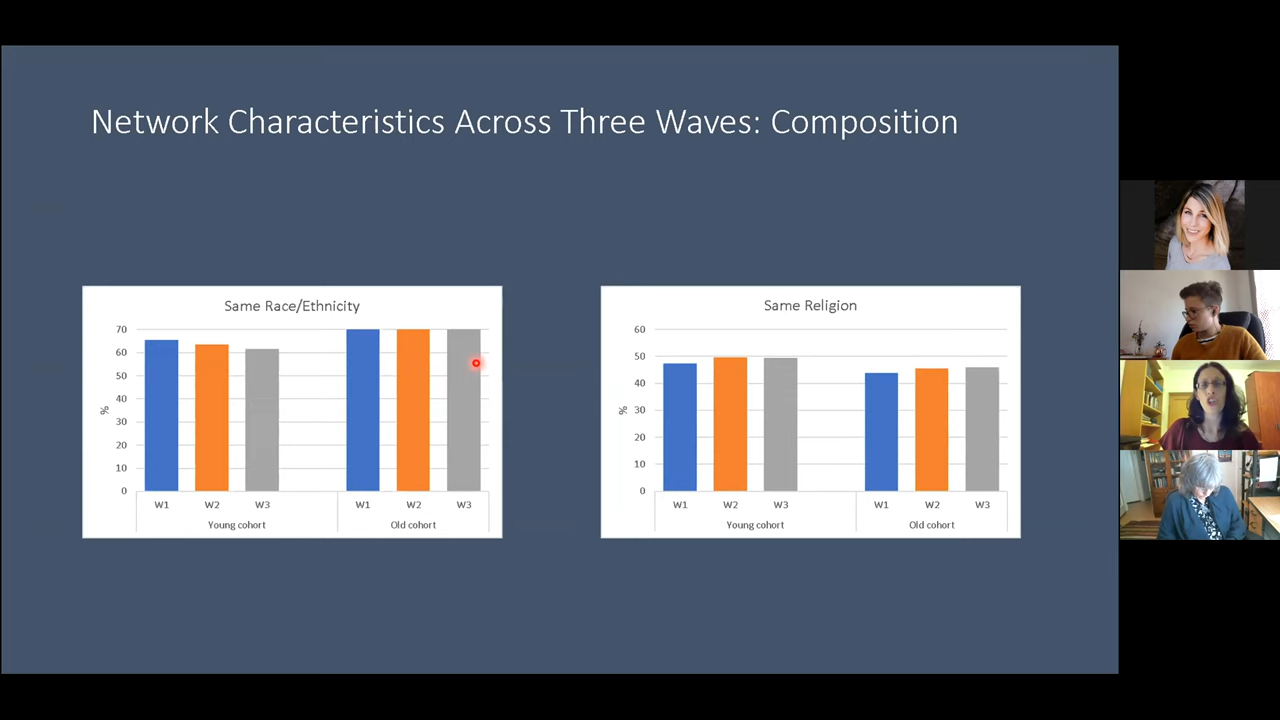 Network Characteristics Across Three Waves: Composition
Same Race/Ethnicity
70
60
50
40
30
20
10
0
%
W1 W2 W3 W1 W2 W3
Young cohort Old cohort
Same Religion
60
50
40
30
20
10
0
%
W1 W2 W3 W1 W2 W3
Young cohort Old cohort